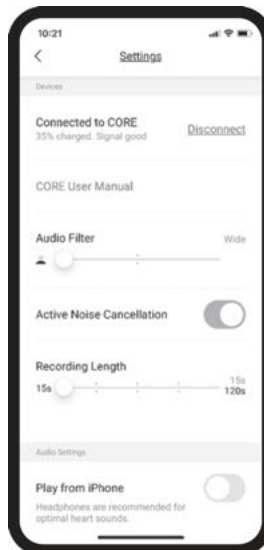 10:21
Settings
Devices
Connected to CORE
35% charged. Signal good
Disconnect
CORE User Manual
Audio Filter
Wide
Active Noise Cancellation
Recording Length
15s
15s
120s
Audio Settings
Play from iPhone
Headphones are recommended for
optimal heart sounds.